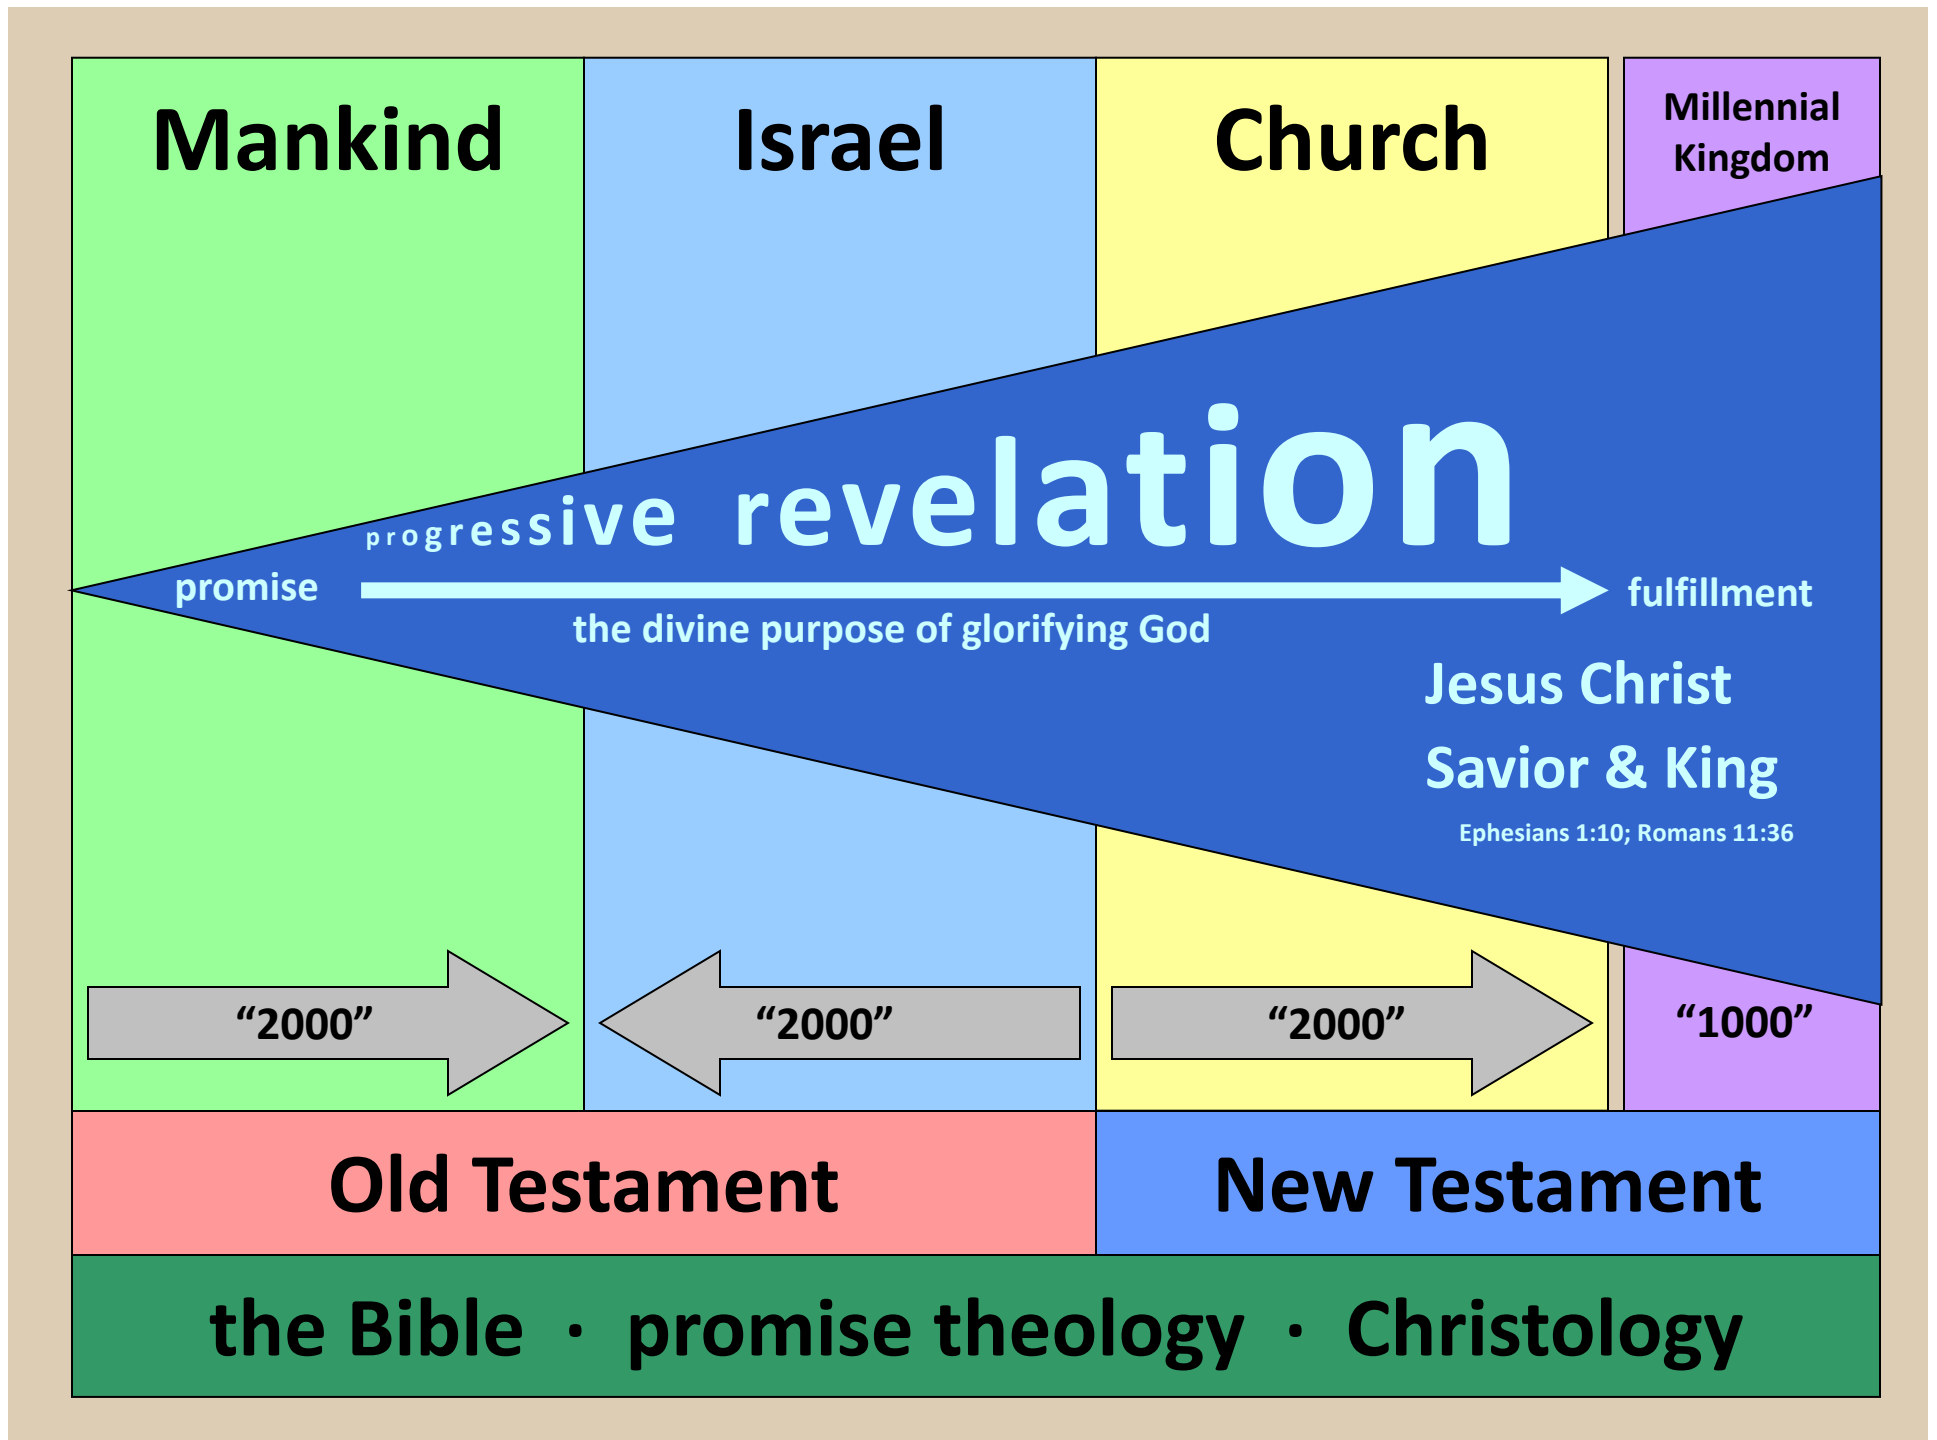 Mankind
Israel
Church
Millennial
Kingdom
progressive revelation
promise
fulfillment
the divine purpose of glorifying God
Jesus Christ
Savior & King
Ephesians 1:10; Romans 11:36
“2000”
“2000”
“2000”
“1000”
Old Testament
New Testament
the Bible · promise theology · Christology